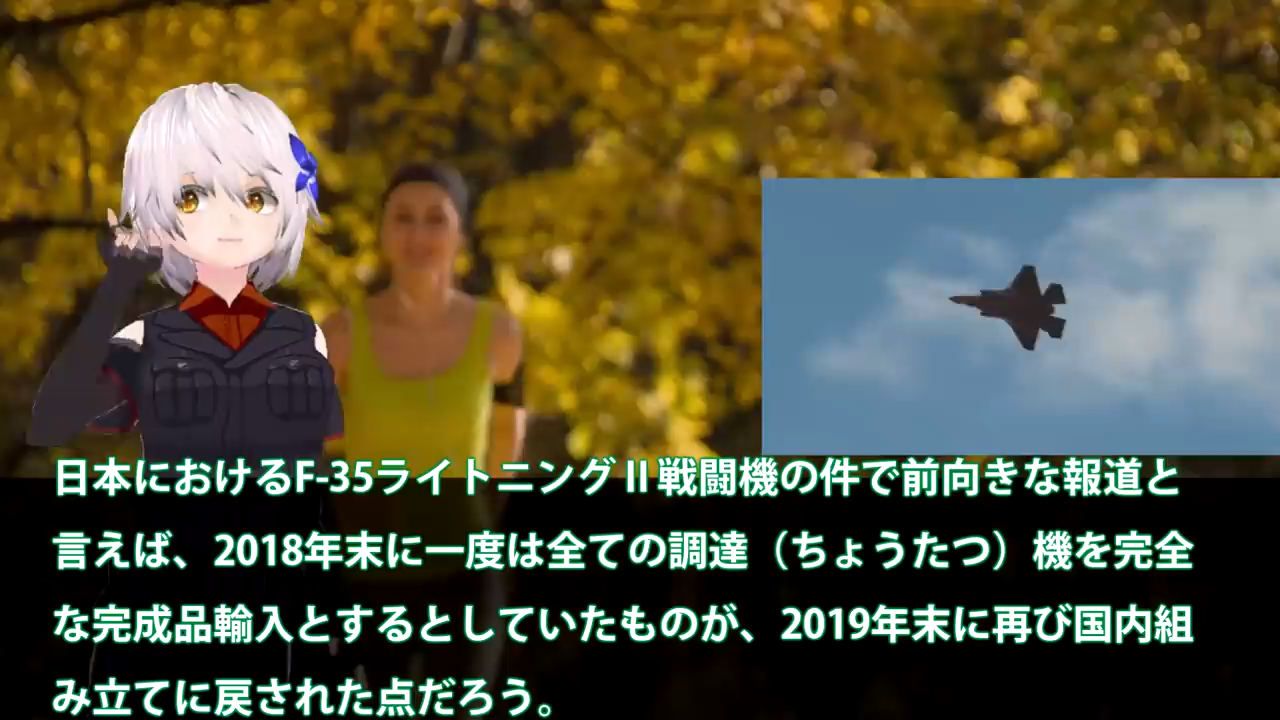 日本におけるF-35ライトニングⅡ戦闘機の件で前向きな報道と
言えば、2018年末に一度は全ての調達（ちょうたつ）機を完全
な完成品輸入とするとしていたものが、2019年末に再び国内組
み立てに戻された点だろう。